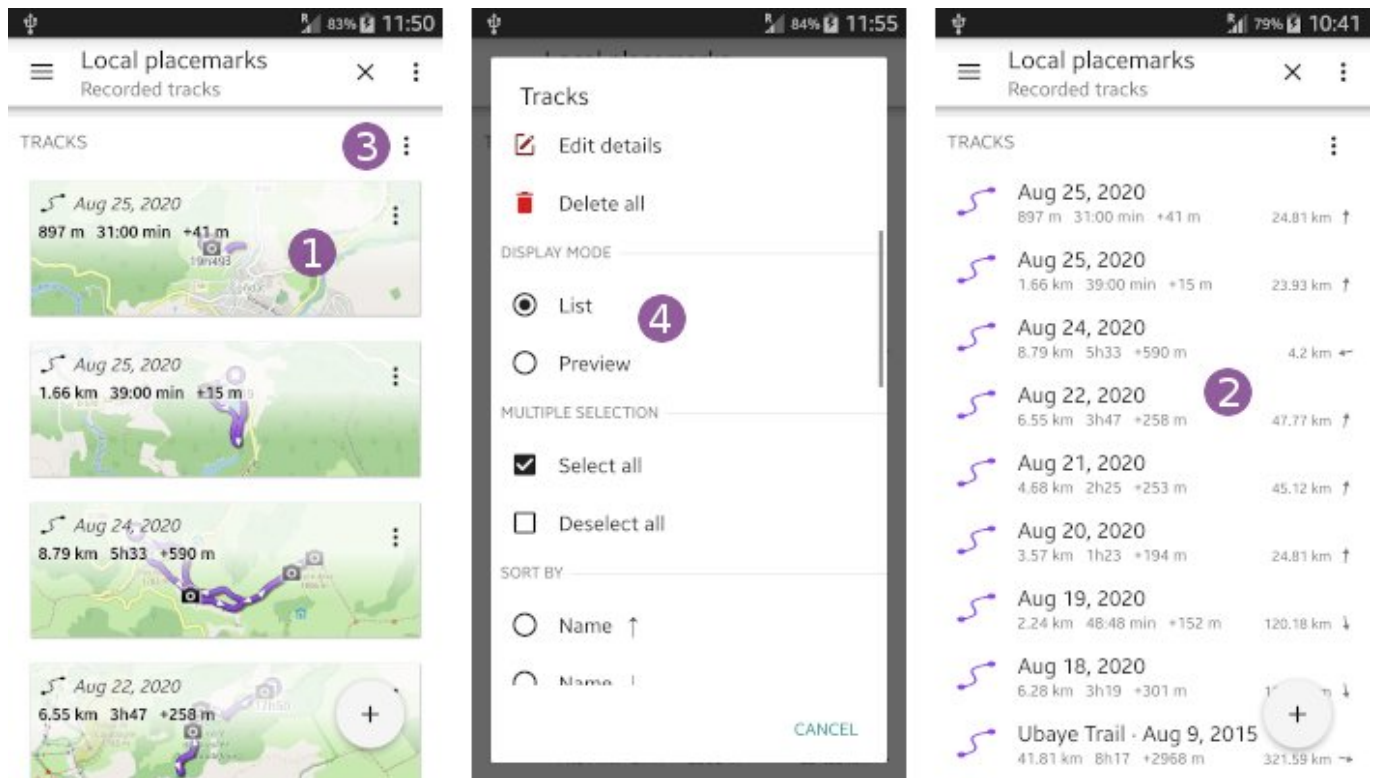 83% 11:50
Local placemarks
Recorded tracks
TRACKS
3
Aug 25, 2020
897 m 31:00 min +41 m
1
Aug 25, 2020
1.66 km 39:00 min +15 m
Aug 24, 2020
8.79 km 5h33 +590 m
Aug 22, 2020
6.55 km 3h47 +258 m
+
84% 11:55
Tracks
Edit details
Delete all
DISPLAY MODE
List
4
Preview
MULTIPLE SELECTION
Select all
Deselect all
SORT BY
Name ↑
Name
CANCEL
79% 10:41
Local placemarks
Recorded tracks
TRACKS
Aug 25, 2020
897 m 31:00 min +41 m 24.81 km ↑
Aug 25, 2020
1.66 km 39:00 min +15 m 23.93 km ↑
Aug 24, 2020
8.79 km 5h33 +590 m 4.2 km ←
2
Aug 22, 2020
6.55 km 3h47 +258 m 47.77 km ↑
Aug 21, 2020
4.68 km 2h25 +253 m 45.12 km ↑
Aug 20, 2020
3.57 km 1h23 +194 m 24.81 km ↑
Aug 19, 2020
2.24 km 48:48 min +152 m 120.18 km ↓
Aug 18, 2020
6.28 km 3h19 +301 m
+
Ubaye Trail - Aug 9, 2015
41.81 km 8h17 +2968 m 321.59 km →